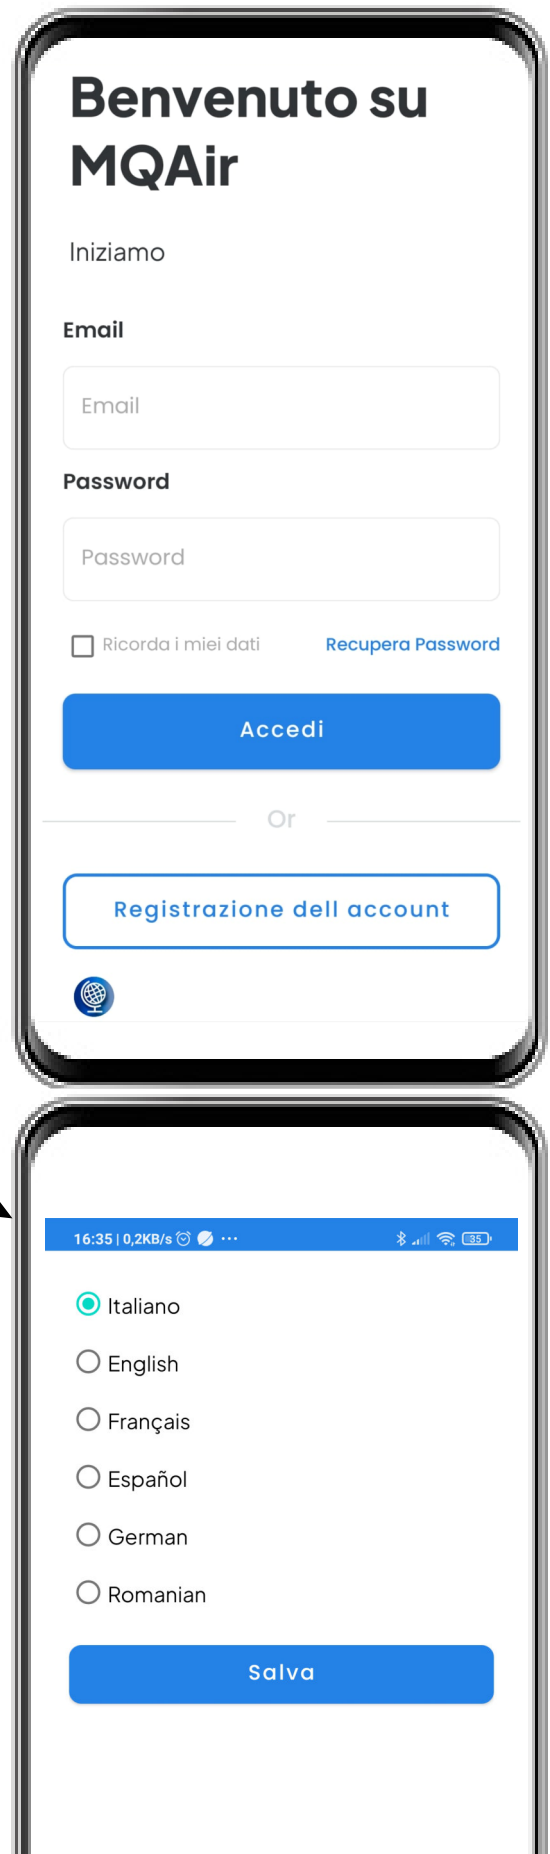 Benvenuto su
MQAir
Iniziamo
Email
Email
Password
Password
Ricorda i miei dati Recupera Password
Accedi
Or
Registrazione dell account
16:35 | 0,2KB/s ··· 35
Italiano
English
Français
Español
German
Romanian
Salva